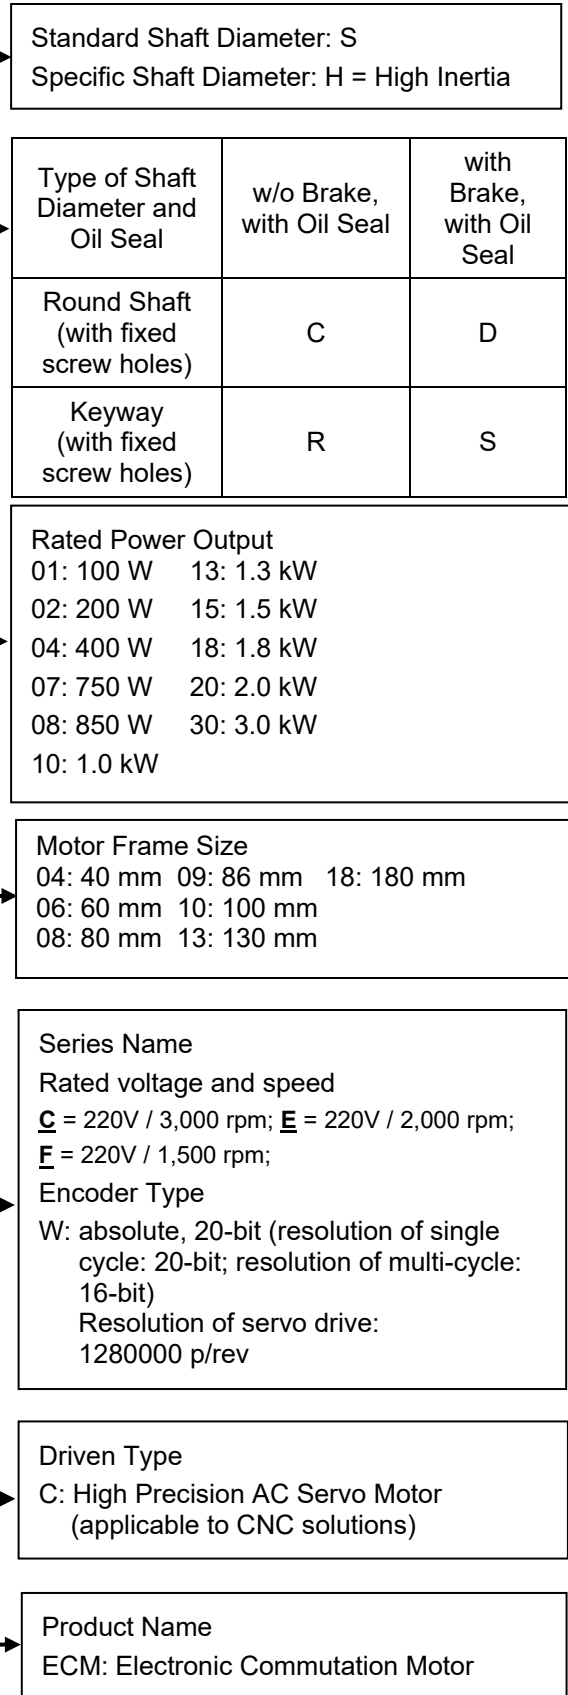 Standard Shaft Diameter: S
Specific Shaft Diameter: H = High Inertia
Type of Shaft
Diameter and
Oil Seal
w/o Brake,
with Oil Seal
with
Brake,
with Oil
Seal
Round Shaft
(with fixed
screw holes)
C
D
Keyway
(with fixed
screw holes)
R
S
Rated Power Output
01: 100 W 13: 1.3 kW
02: 200 W 15: 1.5 kW
04: 400 W 18: 1.8 kW
07: 750 W 20: 2.0 kW
08: 850 W 30: 3.0 kW
10: 1.0 kW
Motor Frame Size
04: 40 mm 09: 86 mm 18: 180 mm
06: 60 mm 10: 100 mm
08: 80 mm 13: 130 mm
Series Name
Rated voltage and speed
C = 220V / 3,000 rpm; E = 220V / 2,000 rpm;
F = 220V / 1,500 rpm;
Encoder Type
W: absolute, 20-bit (resolution of single
cycle: 20-bit; resolution of multi-cycle:
16-bit)
Resolution of servo drive:
1280000 p/rev
Driven Type
C: High Precision AC Servo Motor
(applicable to CNC solutions)
Product Name
ECM: Electronic Commutation Motor